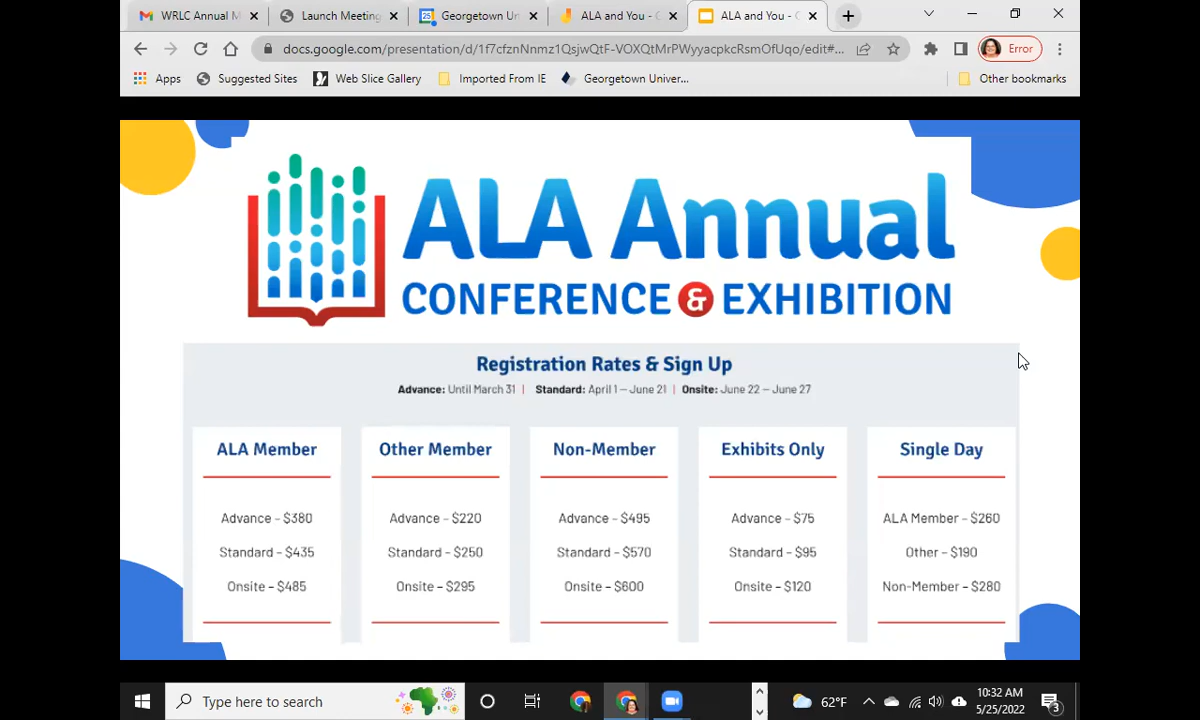 WRLC Annual M
Launch Meeting
25
Georgetown Un
ALA and You - G
ALA and You - G
docs.google.com/presentation/d/1f7cfznNnmz1QsjwQtF-VOXQtMrPWyyacpkcRsmOfUqo/edit#...
Error
Apps
Suggested Sites
Web Slice Gallery
Imported From IE
Georgetown Univer...
Other bookmarks
ALA Annual
CONFERENCE & EXHIBITION
Registration Rates & Sign Up
Advance: Until March 31 | Standard: April 1 – June 21 | Onsite: June 22 – June 27
ALA Member
Advance - $380
Standard - $435
Onsite - $485
Other Member
Advance - $220
Standard - $250
Onsite - $295
Non-Member
Advance - $495
Standard - $570
Onsite - $600
Exhibits Only
Advance - $75
Standard - $95
Onsite - $120
Single Day
ALA Member - $260
Other - $190
Non-Member - $280
Type here to search
62°F
10:32 AM
5/25/2022
3